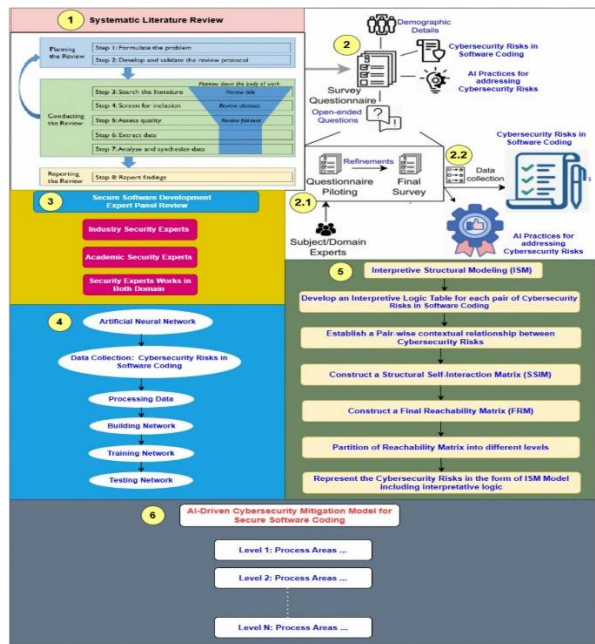 1 Systematic Literature Review
Planning
the Review
Step 1: Formulate the problem
Step 2: Develop and validate the review protocol
Conducting
the Review
Narrow down the body of work
Step 3: Search the literature
Review title
Step 4: Screen for inclusion
Review abstract
Step 5: Assess quality
Review full-text
Step 6: Extract data
Step 7: Analyze and synthesize data
Reporting
the Review
Step 8: Report findings
Demographic
Details
2
Cybersecurity Risks in
Software Coding
AI Practices for
addressing
Cybersecurity Risks
Survey
Questionnaire
Open-ended
Questions
Refinements
Questionnaire
Piloting
Final
Survey
2.1
Subject/Domain
Experts
2.2
Data
collection
Cybersecurity Risks in
Software Coding
AI Practices for
addressing
Cybersecurity Risks
3
Secure Software Development
Expert Panel Review
Industry Security Experts
Academic Security Experts
Security Experts Works in
Both Domain
4
Artificial Neural Network
Data Collection: Cybersecurity Risks in
Software Coding
Processing Data
Building Network
Training Network
Testing Network
5
Interpretive Structural Modeling (ISM)
Develop an Interpretive Logic Table for each pair of Cybersecurity
Risks in Software Coding
Establish a Pair-wise contextual relationship between
Cybersecurity Risks
Construct a Structural Self-Interaction Matrix (SSIM)
Construct a Final Reachability Matrix (FRM)
Partition of Reachability Matrix into different levels
Represent the Cybersecurity Risks in the form of ISM Model
including interpretative logic
6
AI-Driven Cybersecurity Mitigation Model for
Secure Software Coding
Level 1: Process Areas ...
Level 2: Process Areas ...
Level N: Process Areas ...